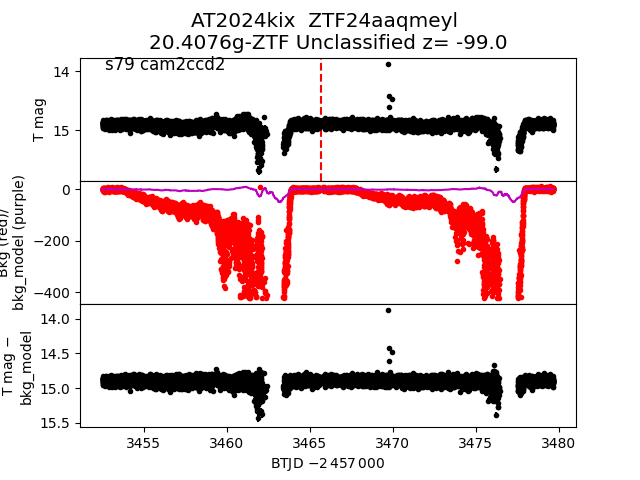 AT2024kix  ZTF24aaqmeyl
20.4076g-ZTF Unclassified z= -99.0
s79 cam2ccd2
14
15
T mag
0
−200
−400
Bkg (red)/
bkg_model (purple)
14.0
14.5
15.0
15.5
T mag −
bkg_model
3455
3460
3465
3470
3475
3480
BTJD −2 457 000